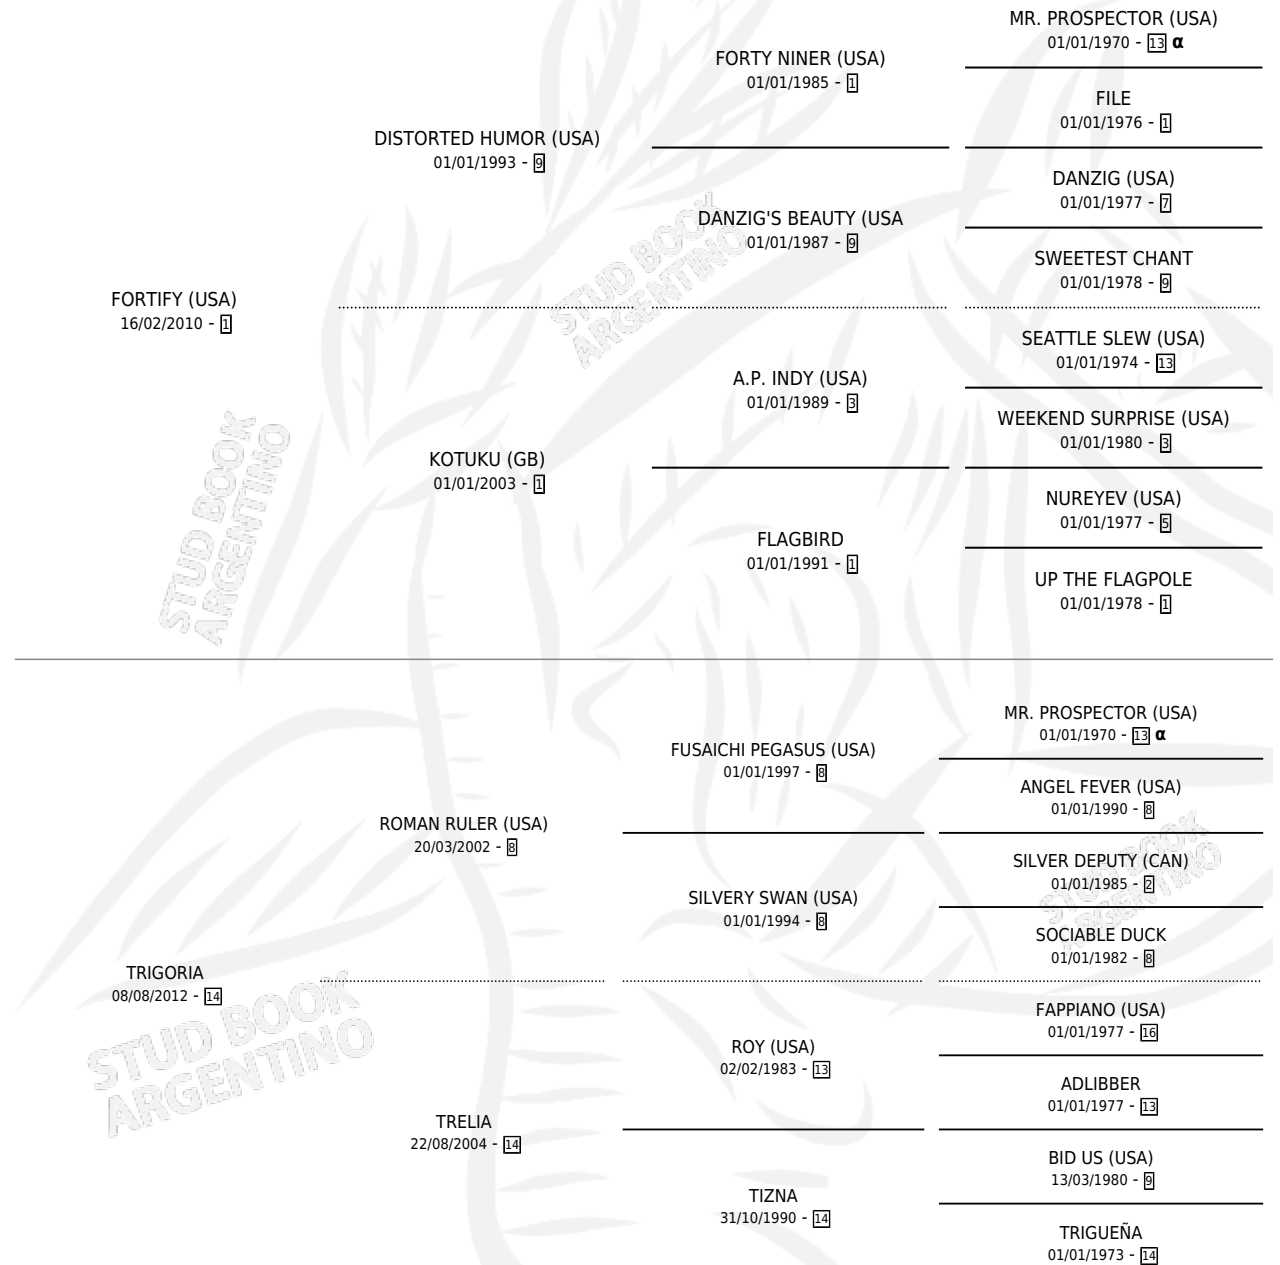 MR. PROSPECTOR (USA)
01/01/1970 - 13 α
FORTY NINER (USA)
01/01/1985 - 1
FILE
01/01/1976 - 1
DISTORTED HUMOR (USA)
01/01/1993 - 9
DANZIG (USA)
01/01/1977 - 7
DANZIG'S BEAUTY (USA
01/01/1987 - 9
SWEETEST CHANT
01/01/1978 - 9
FORTIFY (USA)
16/02/2010 - 1
SEATTLE SLEW (USA)
01/01/1974 - 13
A.P. INDY (USA)
01/01/1989 - 3
WEEKEND SURPRISE (USA)
01/01/1980 - 3
KOTUKU (GB)
01/01/2003 - 1
NUREYEV (USA)
01/01/1977 - 5
FLAGBIRD
01/01/1991 - 1
UP THE FLAGPOLE
01/01/1978 - 1
MR. PROSPECTOR (USA)
01/01/1970 - 13 α
FUSAICHI PEGASUS (USA)
01/01/1997 - 8
ANGEL FEVER (USA)
01/01/1990 - 8
ROMAN RULER (USA)
20/03/2002 - 8
SILVER DEPUTY (CAN)
01/01/1985 - 2
SILVERY SWAN (USA)
01/01/1994 - 8
SOCIABLE DUCK
01/01/1982 - 8
TRIGORIA
08/08/2012 - 14
FAPPIANO (USA)
01/01/1977 - 16
ROY (USA)
02/02/1983 - 13
ADLIBBER
01/01/1977 - 13
TRELIA
22/08/2004 - 14
BID US (USA)
13/03/1980 - 9
TIZNA
31/10/1990 - 14
TRIGUEÑA
01/01/1973 - 14
STUD BOOK
ARGENTINO
STUD BOOK
ARGENTINO
STUD BOOK
ARGENTINO
STUD BOOK
ARGENTINO